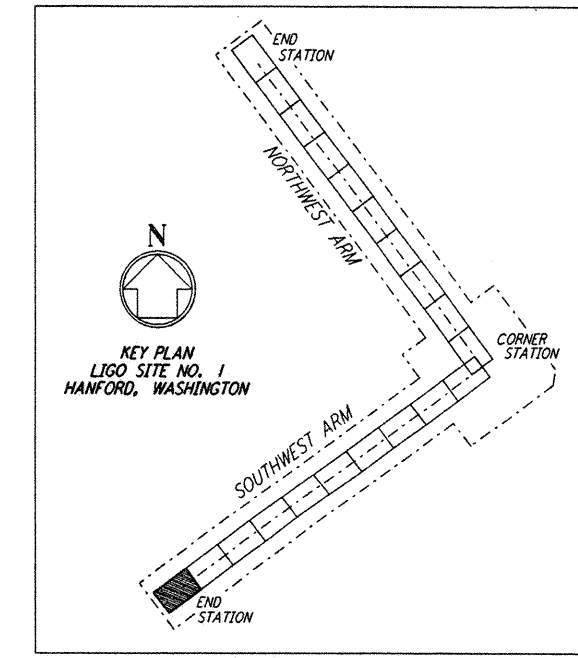 END
STATION
NORTHWEST ARM
N
KEY PLAN
LIGO SITE NO. 1
HANFORD, WASHINGTON
CORNER
STATION
SOUTHWEST ARM
END
STATION